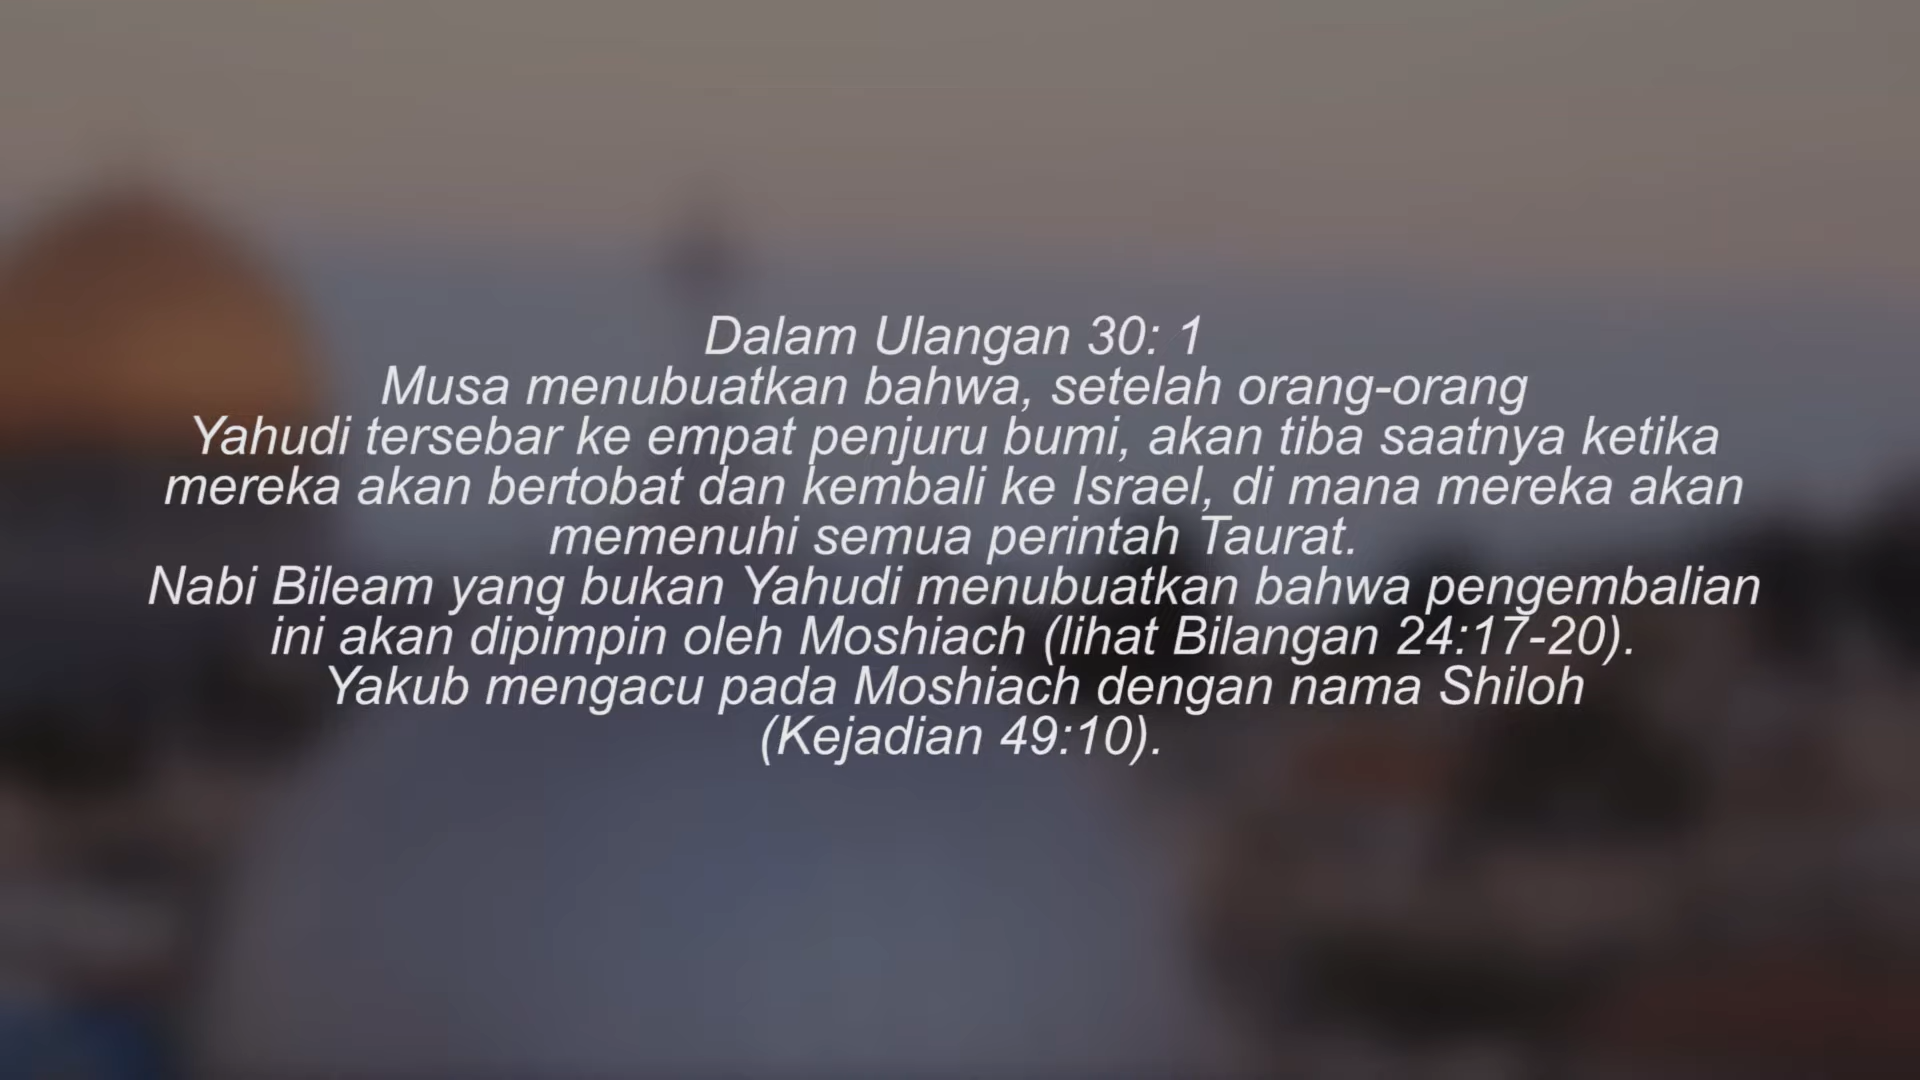 Dalam Ulangan 30: 1
Musa menubuatkan bahwa, setelah orang-orang
Yahudi tersebar ke empat penjuru bumi, akan tiba saatnya ketika
mereka akan bertobat dan kembali ke Israel, di mana mereka akan
memenuhi semua perintah Taurat.
Nabi Bileam yang bukan Yahudi menubuatkan bahwa pengembalian
ini akan dipimpin oleh Moshiach (lihat Bilangan 24:17-20).
Yakub mengacu pada Moshiach dengan nama Shiloh
(Kejadian 49:10).